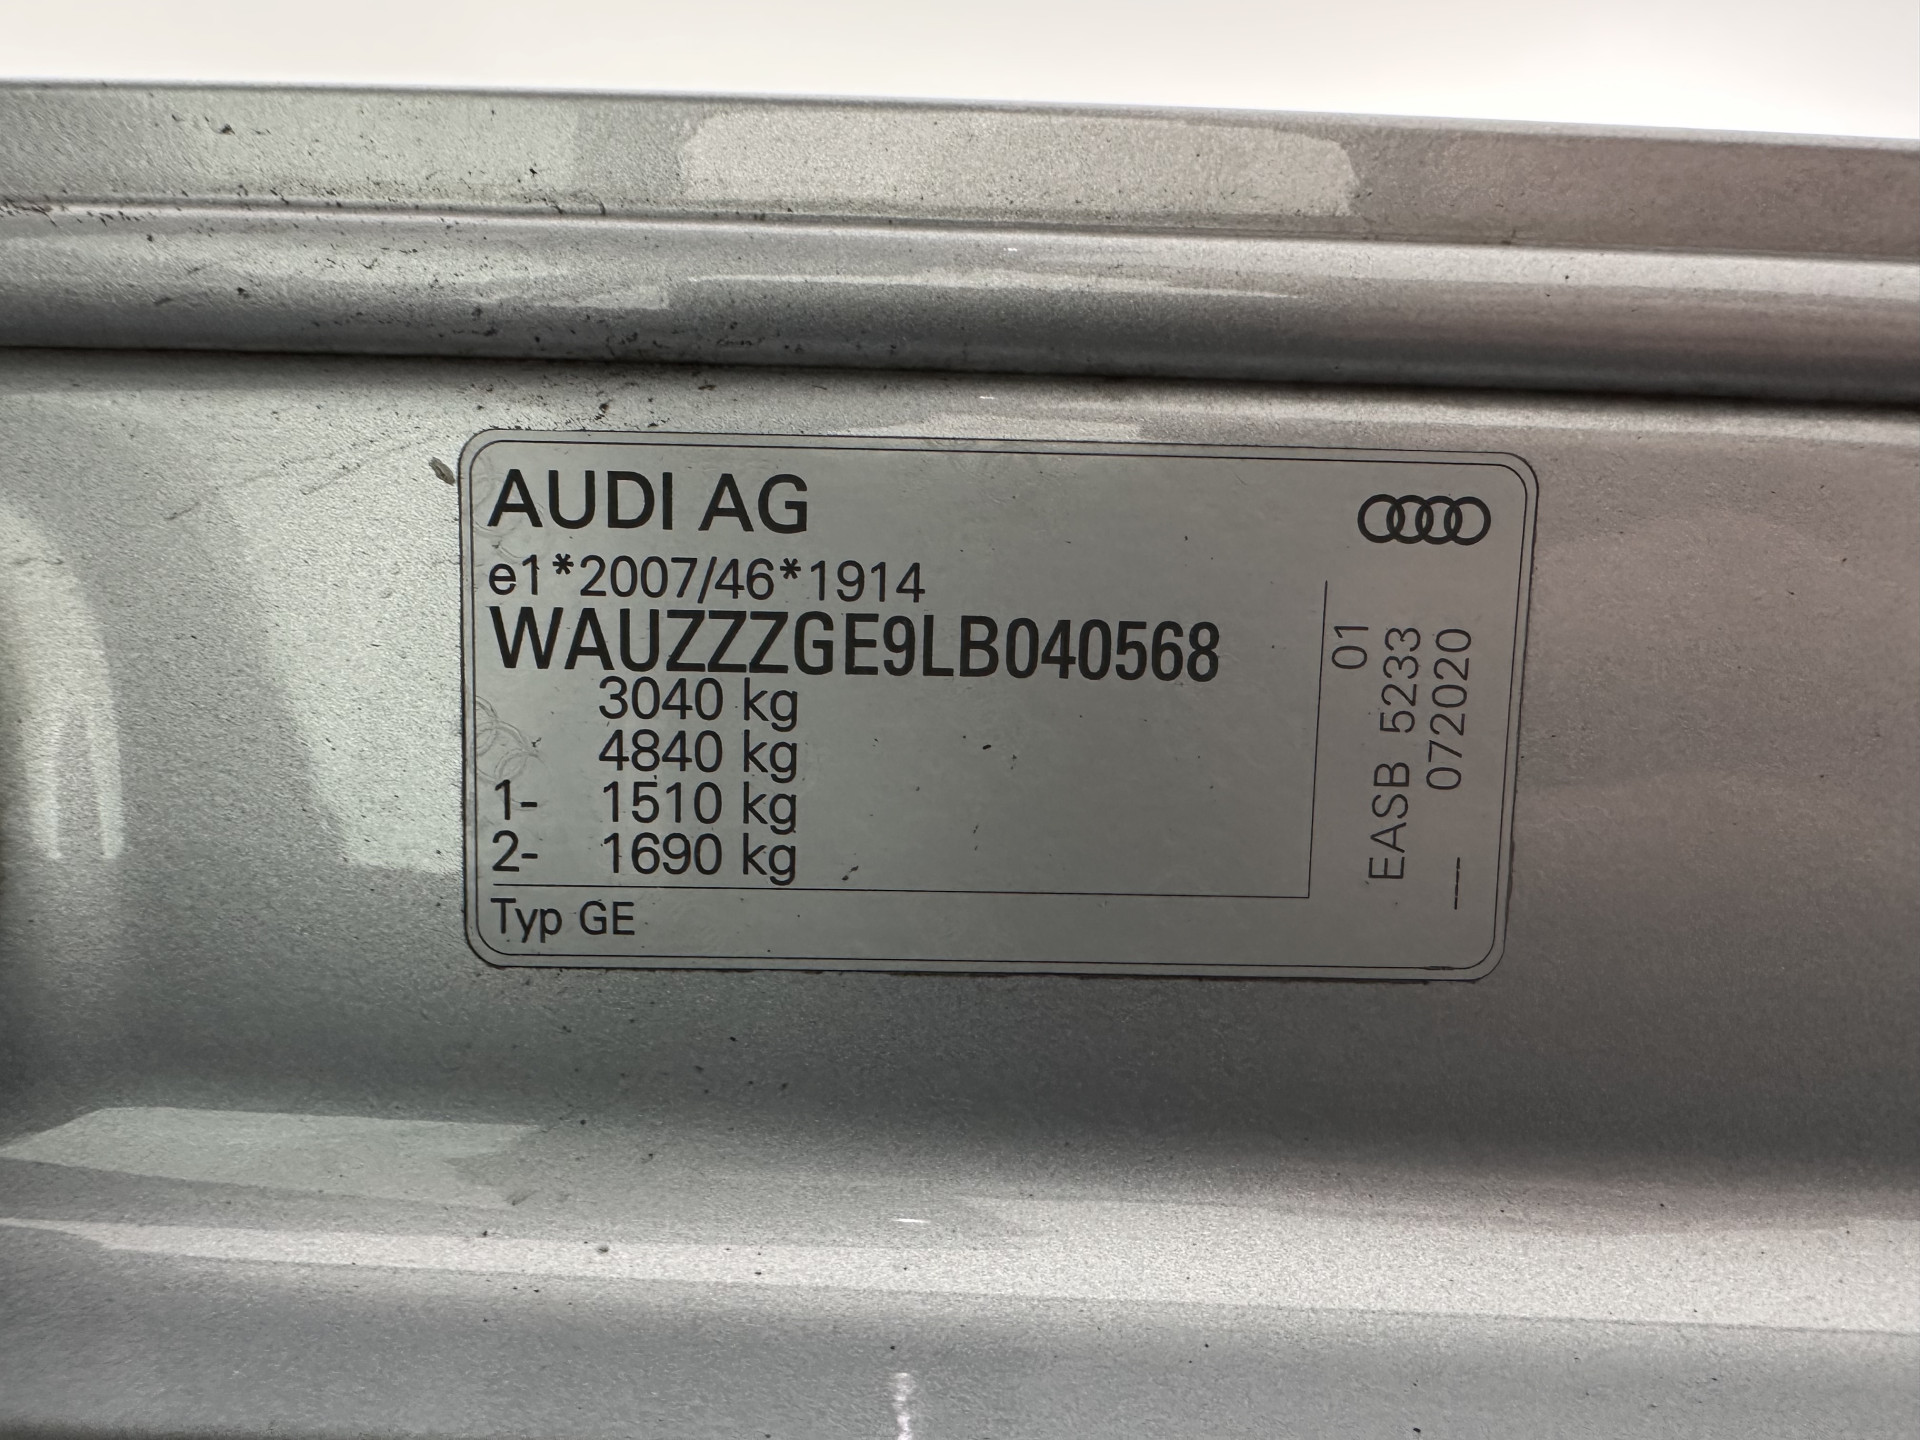 AUDI AG
e1*2007/46*1914
WAUZZZGE9LB040568
3040 kg
4840 kg
1- 1510 kg
2- 1690 kg
Typ GE
01
EASB 5233
--- 072020